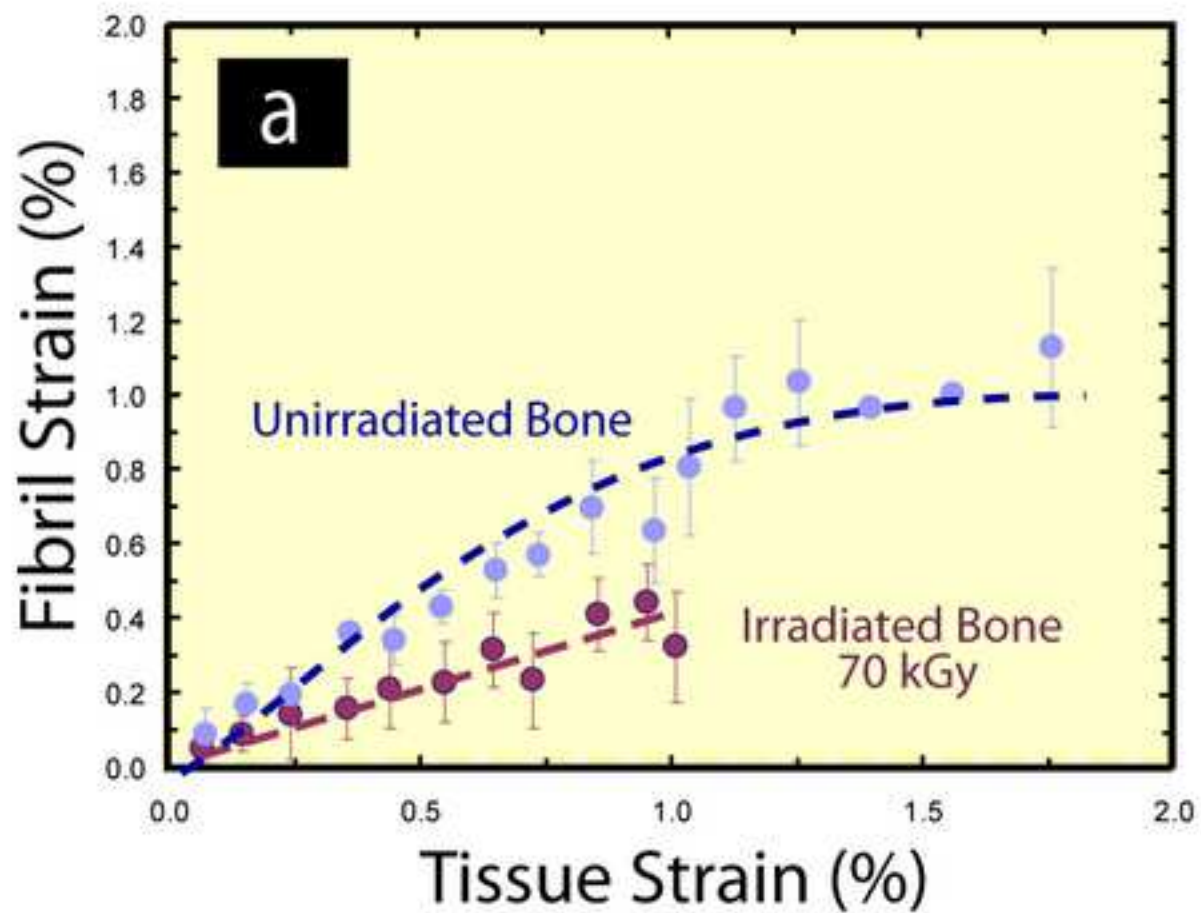 a
2.0
1.8
1.6
1.4
1.2
1.0
0.8
0.6
0.4
0.2
0.0
Fibril Strain (%)
Unirradiated Bone
Irradiated Bone
70 kGy
0.0 0.5 1.0 1.5 2.0
Tissue Strain (%)